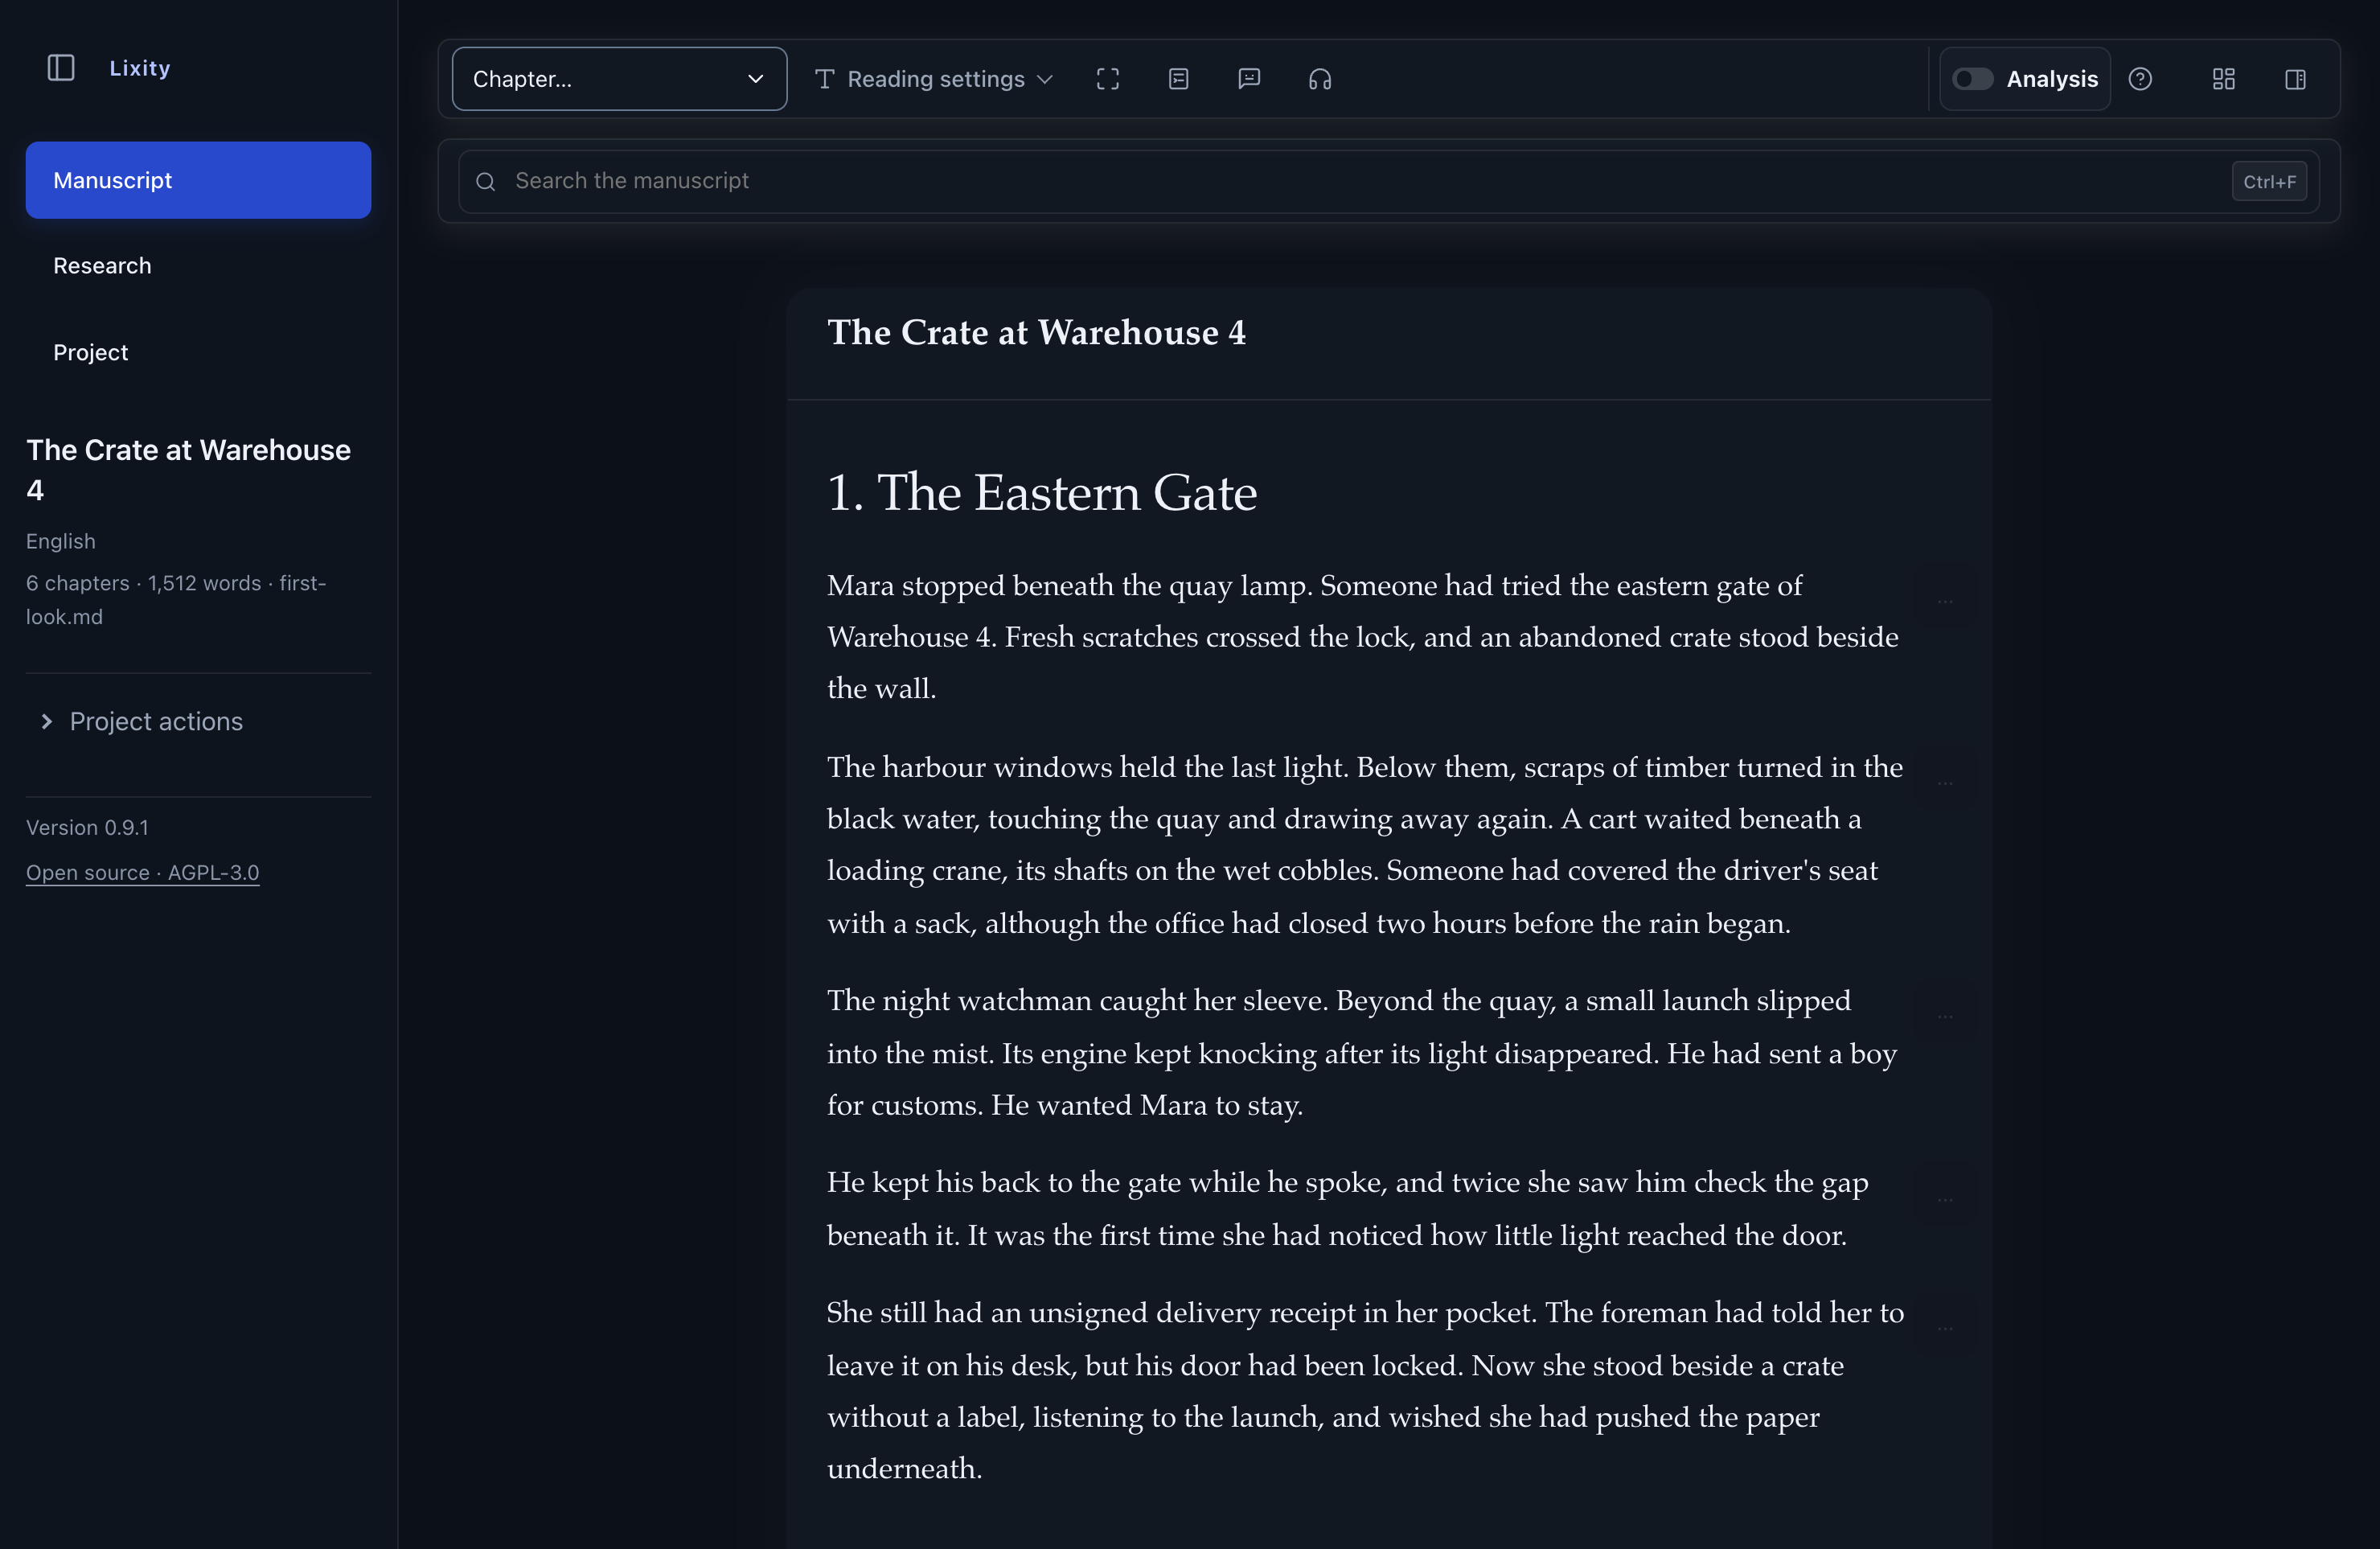 Lixity
Manuscript
Research
Project
The Crate at Warehouse
4
English
6 chapters · 1,512 words · first-
look.md
Project actions
Version 0.9.1
Open source · AGPL-3.0
Chapter...
Reading settings
Analysis
Search the manuscript
Ctrl+F
The Crate at Warehouse 4
1. The Eastern Gate
Mara stopped beneath the quay lamp. Someone had tried the eastern gate of
Warehouse 4. Fresh scratches crossed the lock, and an abandoned crate stood beside
the wall.
The harbour windows held the last light. Below them, scraps of timber turned in the
black water, touching the quay and drawing away again. A cart waited beneath a
loading crane, its shafts on the wet cobbles. Someone had covered the driver's seat
with a sack, although the office had closed two hours before the rain began.
The night watchman caught her sleeve. Beyond the quay, a small launch slipped
into the mist. Its engine kept knocking after its light disappeared. He had sent a boy
for customs. He wanted Mara to stay.
He kept his back to the gate while he spoke, and twice she saw him check the gap
beneath it. It was the first time she had noticed how little light reached the door.
She still had an unsigned delivery receipt in her pocket. The foreman had told her to
leave it on his desk, but his door had been locked. Now she stood beside a crate
without a label, listening to the launch, and wished she had pushed the paper
underneath.